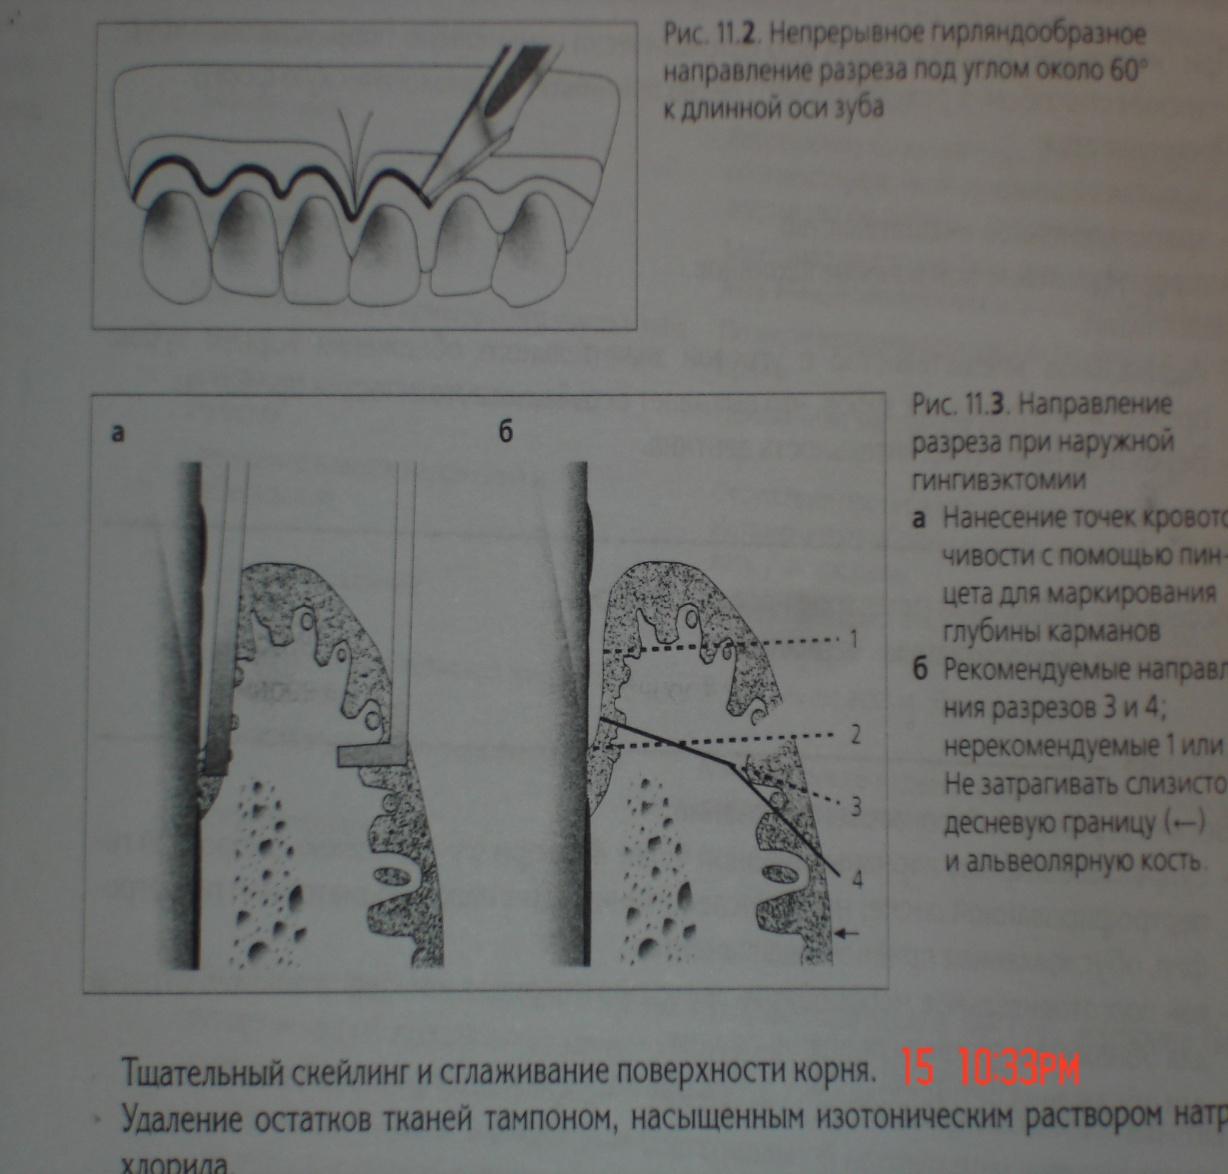 Рис. 11.2. Непрерывное гирляндообразное
направление разреза под углом около 60°
к длинной оси зуба
а
б
1
2
3
4
Рис. 11.3. Направление
разреза при наружной
гингивэктомии
а Нанесение точек кровото
чивости с помощью пин-
цета для маркирования
глубины карманов
б Рекомендуемые направл
ния разрезов 3 и 4;
нерекомендуемые 1 или
Не затрагивать слизисто
десневую границу (←)
и альвеолярную кость.
Тщательный скейлинг и сглаживание поверхности корня.
15 10:33PM
Удаление остатков тканей тампоном, насыщенным изотоническим раствором натр
хлорида.